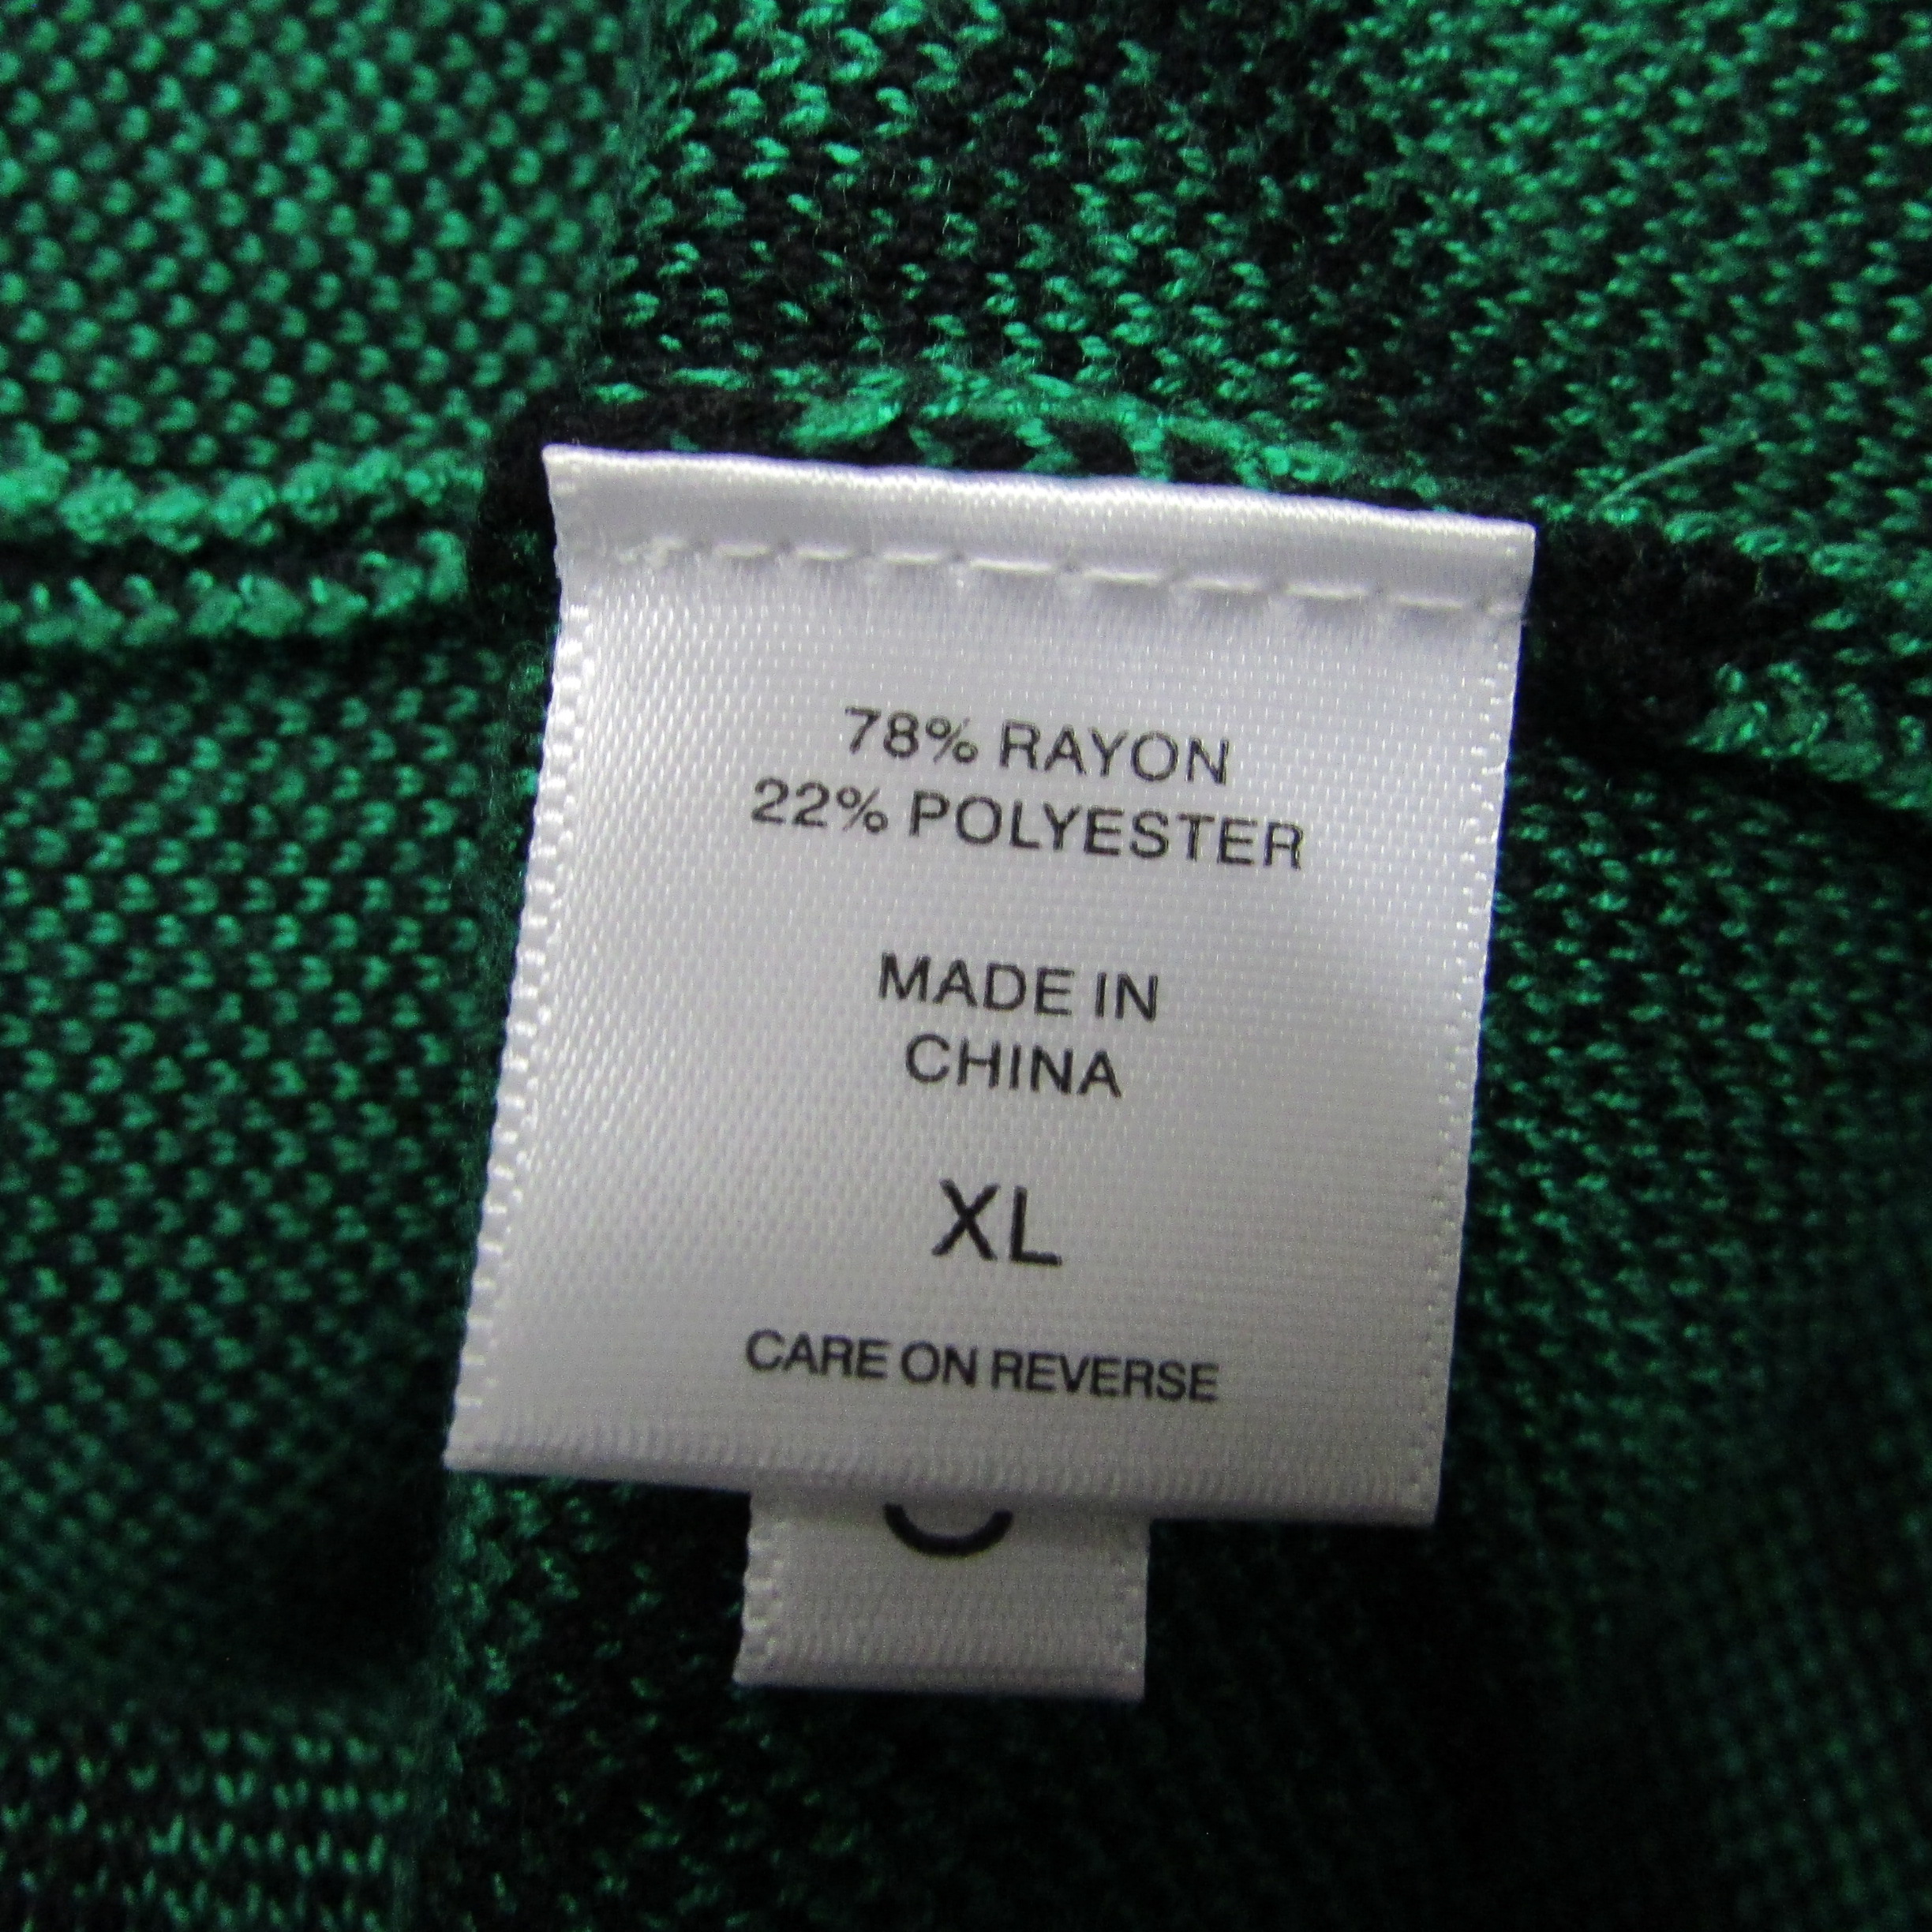 78% RAYON
22% POLYESTER
MADE IN
CHINA
XL
CARE ON REVERSE